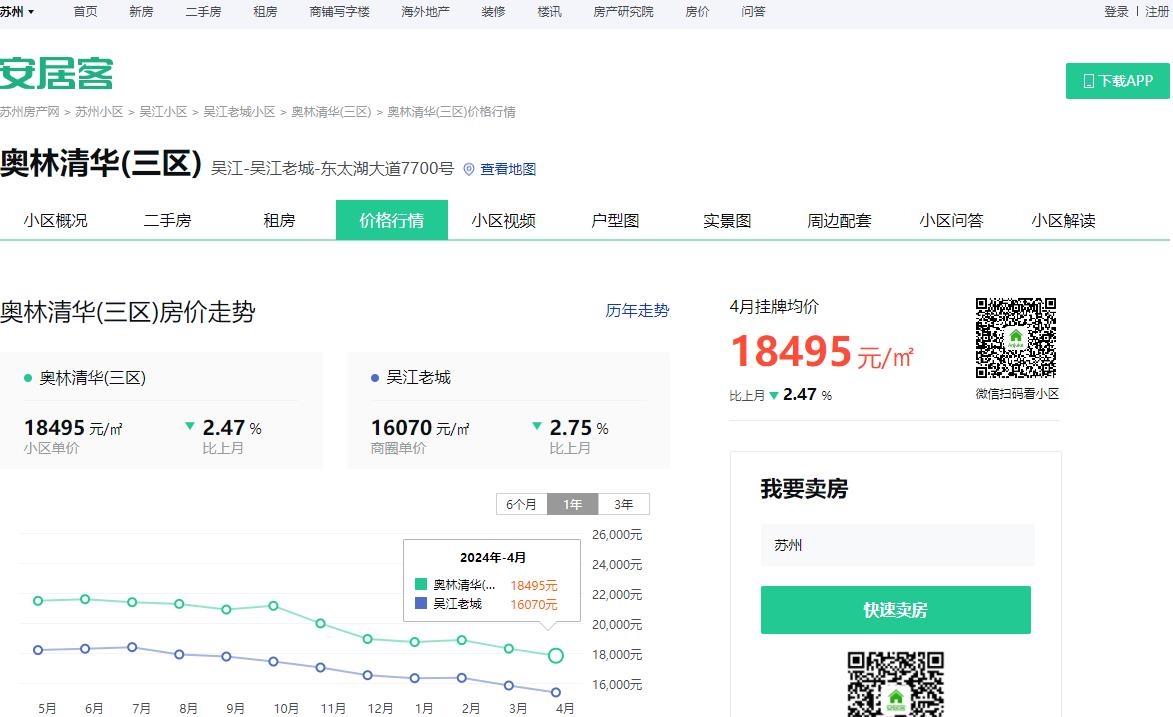 苏州 首页 新房 二手房 租房 商铺写字楼 海外地产 装修 楼讯 房产研究院 房价 问答 登录 | 注册
安居客
下载APP
苏州房产网 > 苏州小区 > 吴江小区 > 吴江老城小区 > 奥林清华(三区) > 奥林清华(三区)价格行情
奥林清华(三区) 吴江-吴江老城-东太湖大道7700号 查看地图
小区概况 二手房 租房 价格行情 小区视频 户型图 实景图 周边配套 小区问答 小区解读
奥林清华(三区)房价走势 历年走势
奥林清华(三区) 吴江老城
18495 元/㎡ 2.47 % 16070 元/㎡ 2.75 %
小区单价 比上月 商圈单价 比上月
6个月 1年 3年
26,000元
24,000元
22,000元
20,000元
18,000元
16,000元
2024年-4月
奥林清华(... 18495元
吴江老城 16070元
5月 6月 7月 8月 9月 10月 11月 12月 1月 2月 3月 4月
4月挂牌均价
18495 元/㎡
比上月 2.47 %
Anjuke
微信扫码看小区
我要卖房
苏州
快速卖房
安居客